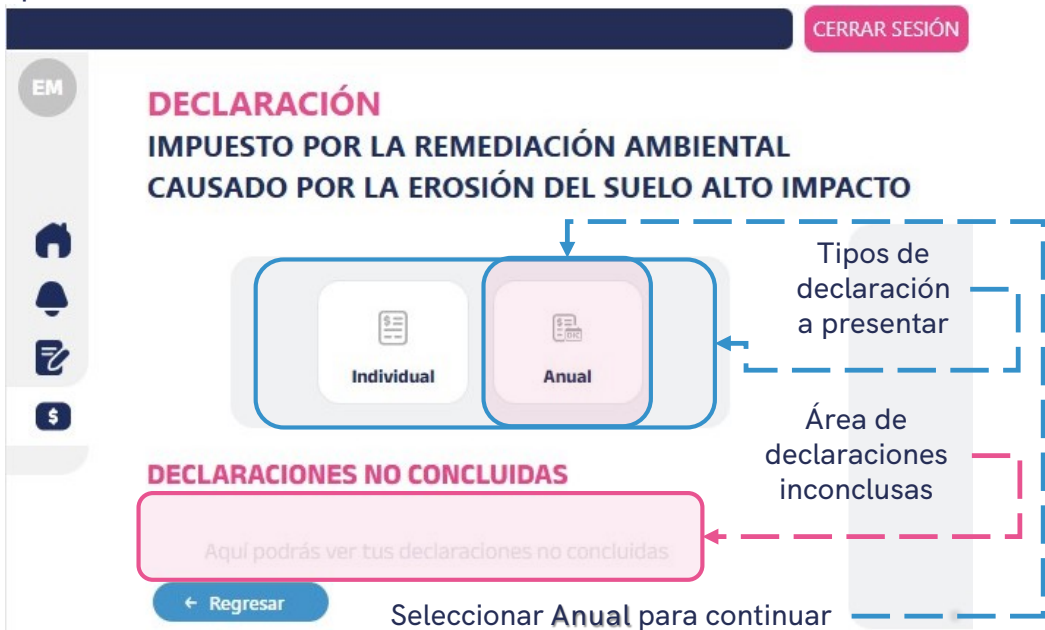 CERRAR SESIÓN
EM
DECLARACIÓN
IMPUESTO POR LA REMEDIACIÓN AMBIENTAL
CAUSADO POR LA EROSIÓN DEL SUELO ALTO IMPACTO
Tipos de
declaración
a presentar
Individual
Anual
Área de
declaraciones
inconclusas
DECLARACIONES NO CONCLUIDAS
Aquí podrás ver tus declaraciones no concluidas
← Regresar
Seleccionar Anual para continuar